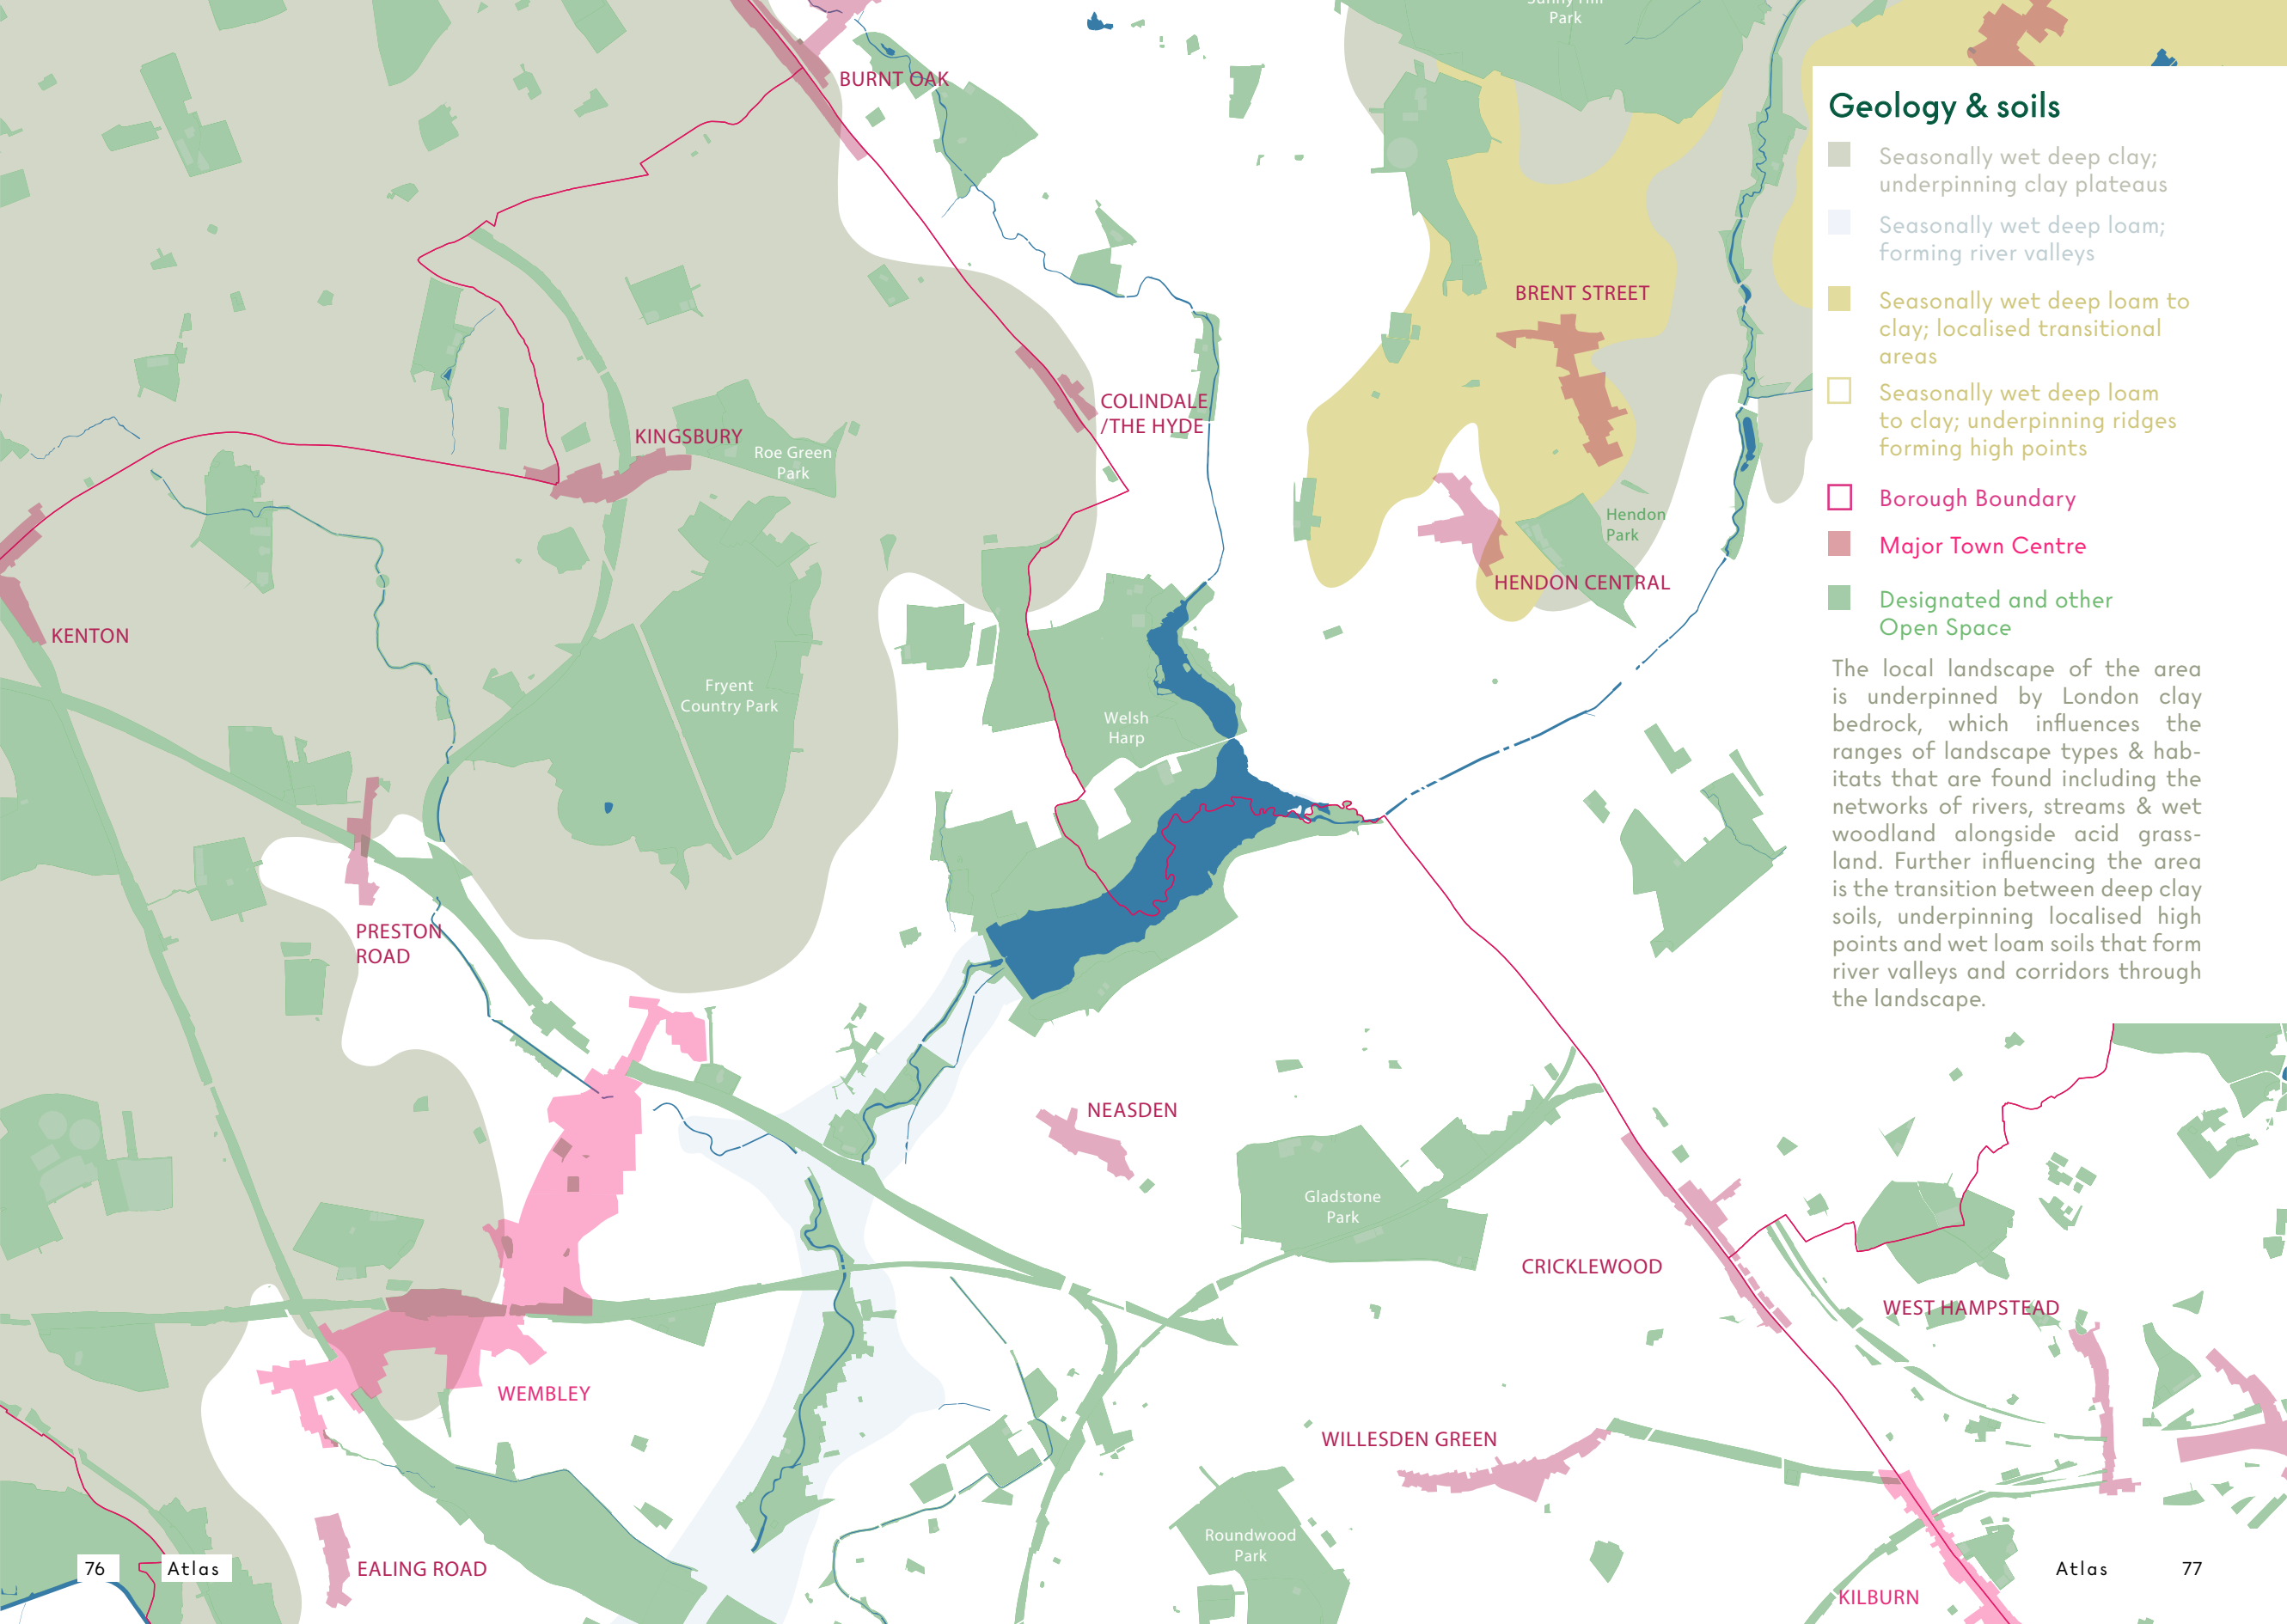 Sunny Hill
Park
BURNT OAK
Geology & soils
Seasonally wet deep clay;
underpinning clay plateaus
Seasonally wet deep loam;
forming river valleys
Seasonally wet deep loam to
clay; localised transitional
areas
Seasonally wet deep loam
to clay; underpinning ridges
forming high points
Borough Boundary
Major Town Centre
Designated and other
Open Space
The local landscape of the area
is underpinned by London clay
bedrock, which influences the
ranges of landscape types & hab-
itats that are found including the
networks of rivers, streams & wet
woodland alongside acid grass-
land. Further influencing the area
is the transition between deep clay
soils, underpinning localised high
points and wet loam soils that form
river valleys and corridors through
the landscape.
BRENT STREET
COLINDALE
/THE HYDE
KINGSBURY
Roe Green
Park
Hendon
Park
HENDON CENTRAL
KENTON
Fryent
Country Park
Welsh
Harp
PRESTON
ROAD
NEASDEN
Gladstone
Park
CRICKLEWOOD
WEST HAMPSTEAD
WEMBLEY
WILLESDEN GREEN
Roundwood
Park
EALING ROAD
KILBURN
76
Atlas
Atlas
77